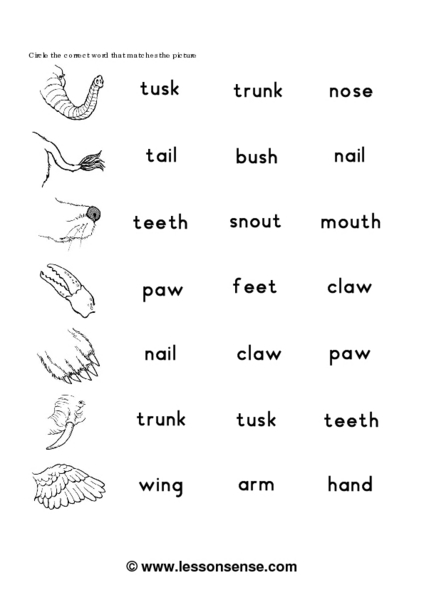 Circle the correct word that matches the picture
tusk trunk nose
tail bush nail
teeth snout mouth
paw feet claw
nail claw paw
trunk tusk teeth
wing arm hand
© www.lessonsense.com